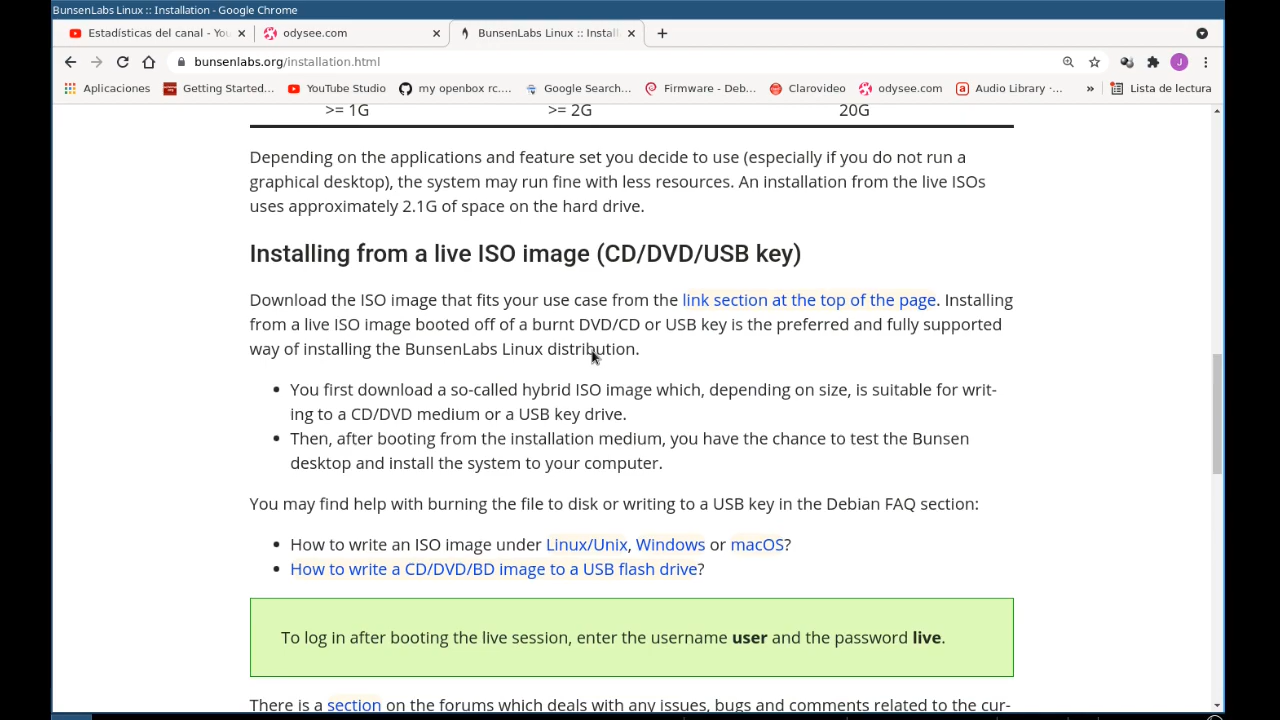 BunsenLabs Linux :: Installation - Google Chrome
Estadísticas del canal - You
odysee.com
BunsenLabs Linux :: Install
bunsenlabs.org/installation.html
J
Aplicaciones
Getting Started...
YouTube Studio
my openbox rc....
Google Search...
Firmware - Deb...
Clarovideo
odysee.com
Audio Library -...
»
Lista de lectura
>= 1G >= 2G 20G
Depending on the applications and feature set you decide to use (especially if you do not run a
graphical desktop), the system may run fine with less resources. An installation from the live ISOs
uses approximately 2.1G of space on the hard drive.
Installing from a live ISO image (CD/DVD/USB key)
Download the ISO image that fits your use case from the link section at the top of the page. Installing
from a live ISO image booted off of a burnt DVD/CD or USB key is the preferred and fully supported
way of installing the BunsenLabs Linux distribution.
• You first download a so-called hybrid ISO image which, depending on size, is suitable for writ-
ing to a CD/DVD medium or a USB key drive.
• Then, after booting from the installation medium, you have the chance to test the Bunsen
desktop and install the system to your computer.
You may find help with burning the file to disk or writing to a USB key in the Debian FAQ section:
• How to write an ISO image under Linux/Unix, Windows or macOS?
• How to write a CD/DVD/BD image to a USB flash drive?
To log in after booting the live session, enter the username user and the password live.
There is a section on the forums which deals with any issues, bugs and comments related to the cur-